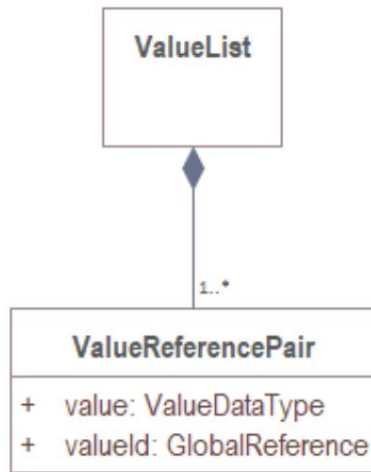 ValueList
1..*
ValueReferencePair
+ value: ValueDataType
+ valueId: GlobalReference